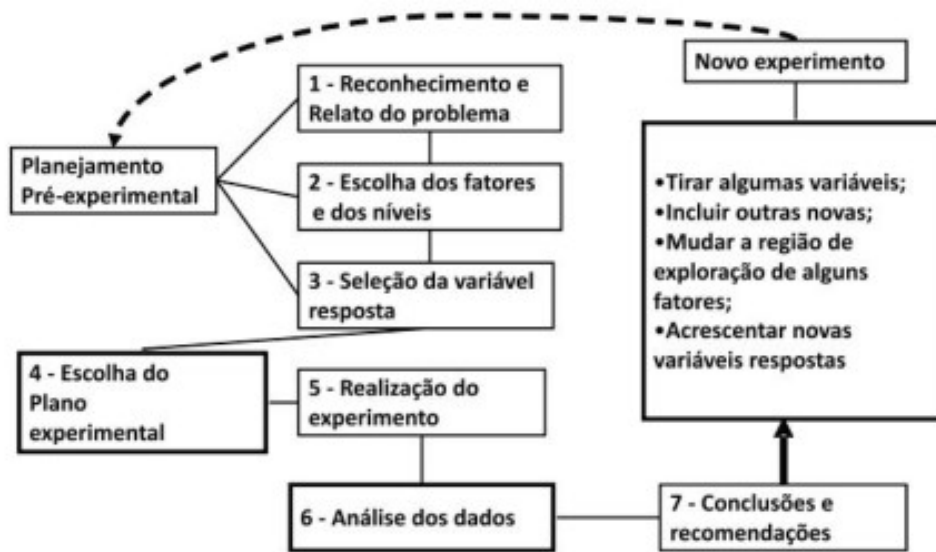 Novo experimento
1 - Reconhecimento e
Relato do problema
Planejamento
Pré-experimental
2 - Escolha dos fatores
e dos níveis
3 - Seleção da variável
resposta
4 - Escolha do
Plano
experimental
5 - Realização do
experimento
6 - Análise dos dados
7 - Conclusões e
recomendações
•Tirar algumas variáveis;
•Incluir outras novas;
•Mudar a região de
exploração de alguns
fatores;
•Acrescentar novas
variáveis respostas